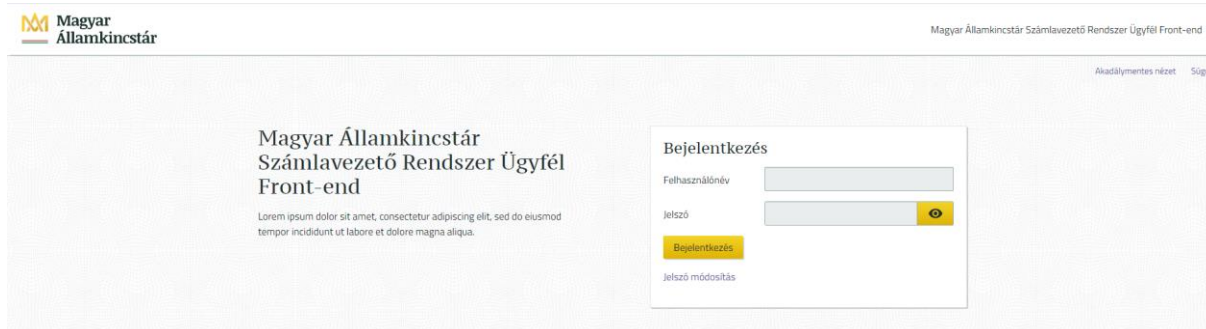 Magyar
Államkincstár
Magyar Államkincstár Számlavezető Rendszer Ügyfél Front-end
Akadálymentes nézet
Magyar Államkincstár
Számlavezető Rendszer Ügyfél
Front-end
Lorem ipsum dolor sit amet, consectetur adipiscing elit, sed do eiusmod
tempor incididunt ut labore et dolore magna aliqua.
Bejelentkezés
Felhasználónév
Jelszó
Bejelentkezés
Jelszó módosítás